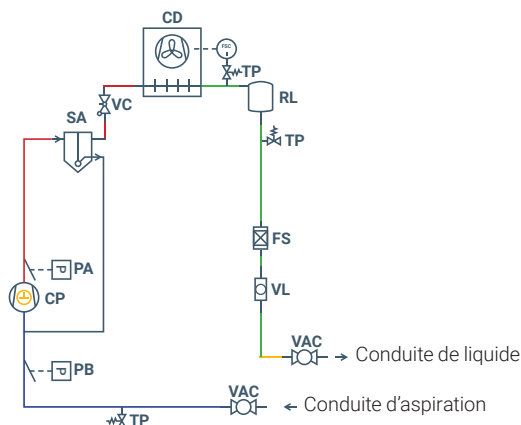 CD
FSC
TP
RL
VC
SA
TP
PA
P
CP
FS
VL
VAC
Conduite de liquide
PB
P
VAC
Conduite d'aspiration
TP